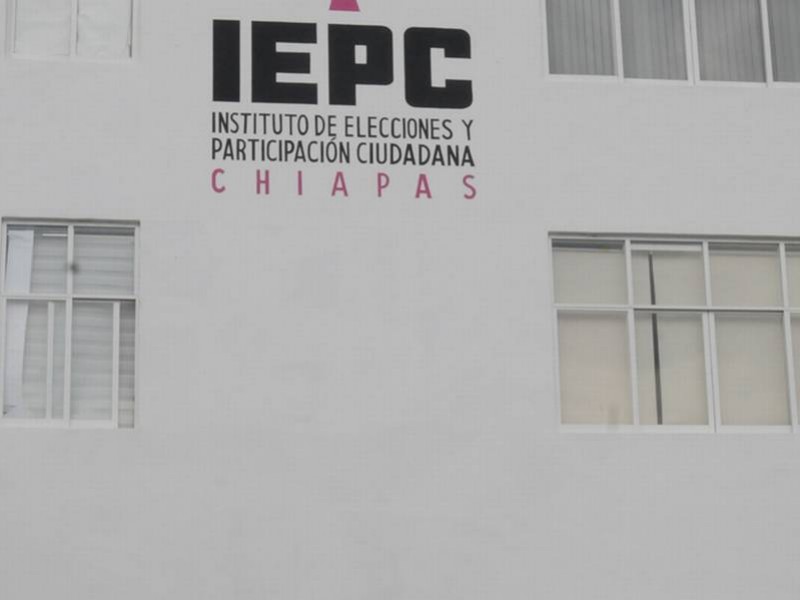 IEPC
INSTITUTO DE ELECCIONES Y
PARTICIPACIÓN CIUDADANA
CHIAPAS